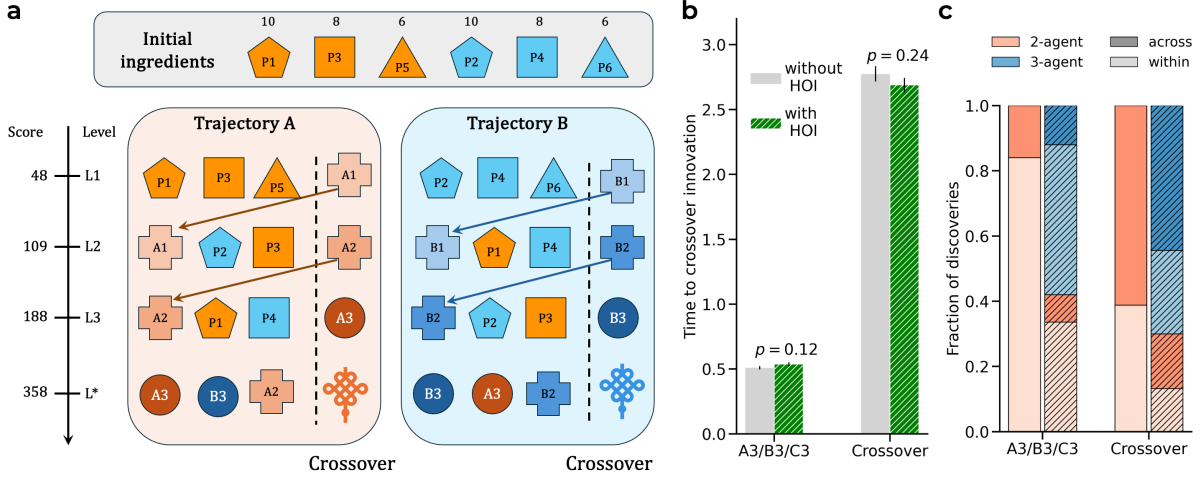 a
10 8 6 10 8 6
Initial
ingredients
P1 P3 P5 P2 P4 P6
Score Level
Trajectory A
48 L1
P1 P3 P5 A1
109 L2
A1 P2 P3 A2
188 L3
A2 P1 P4 A3
358 L*
A3 B3 A2
Crossover
Trajectory B
P2 P4 P6 B1
B1 P1 P4 B2
B2 P2 P3 B3
B3 A3 B2
Crossover
b
Time to crossover innovation
3.0
2.5
2.0
1.5
1.0
0.5
0.0
without
HOI
with
HOI
p = 0.24
p = 0.12
A3/B3/C3 Crossover
c
2-agent across
3-agent within
Fraction of discoveries
1.0
0.8
0.6
0.4
0.2
0.0
A3/B3/C3 Crossover